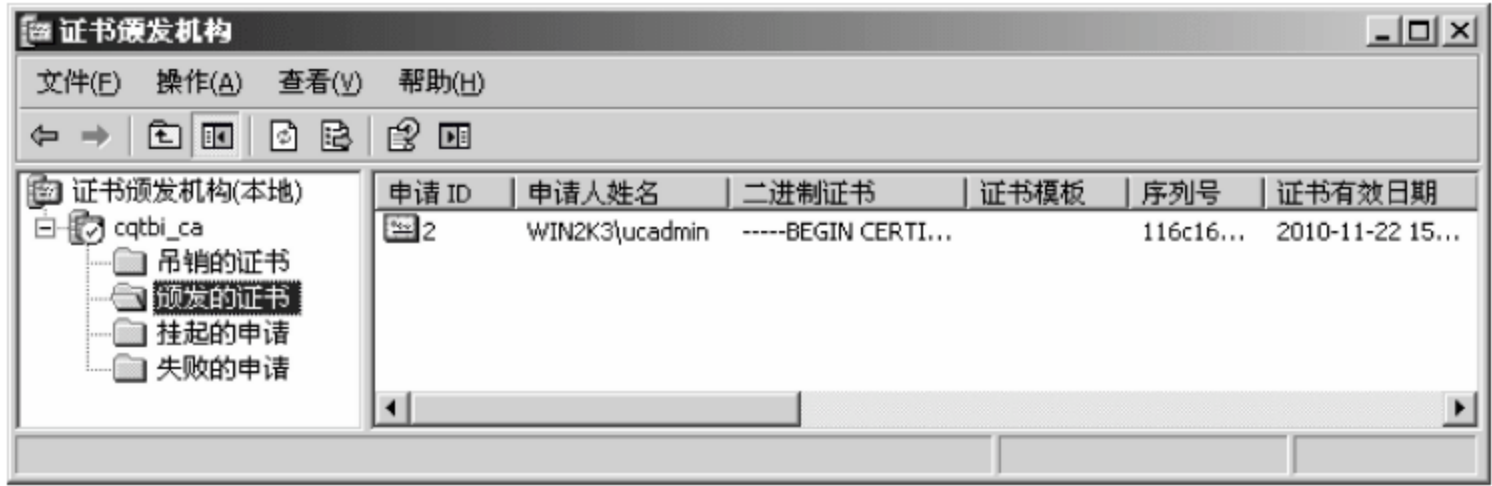 证书颁发机构
文件(F) 操作(A) 查看(V) 帮助(H)
证书颁发机构(本地)
cqtbi_ca
吊销的证书
颁发的证书
挂起的申请
失败的申请
申请 ID 申请人姓名 二进制证书 证书模板 序列号 证书有效日期
2 WIN2K3\ucadmin -----BEGIN CERTI... 116c16... 2010-11-22 15...